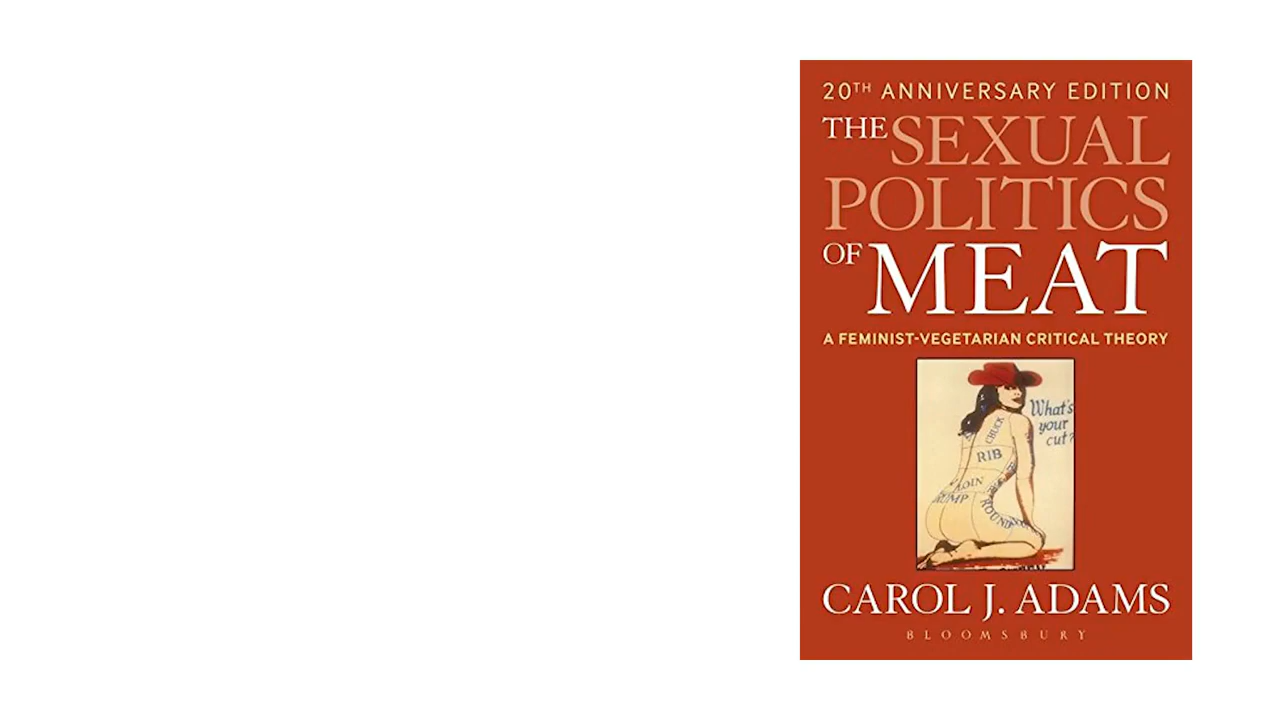 20TH ANNIVERSARY EDITION
THE SEXUAL
POLITICS
OF MEAT
A FEMINIST-VEGETARIAN CRITICAL THEORY
What's
your
cut?
CHUCK
RIB
LOIN
RUMP
ROUND
CAROL J. ADAMS
BLOOMSBURY